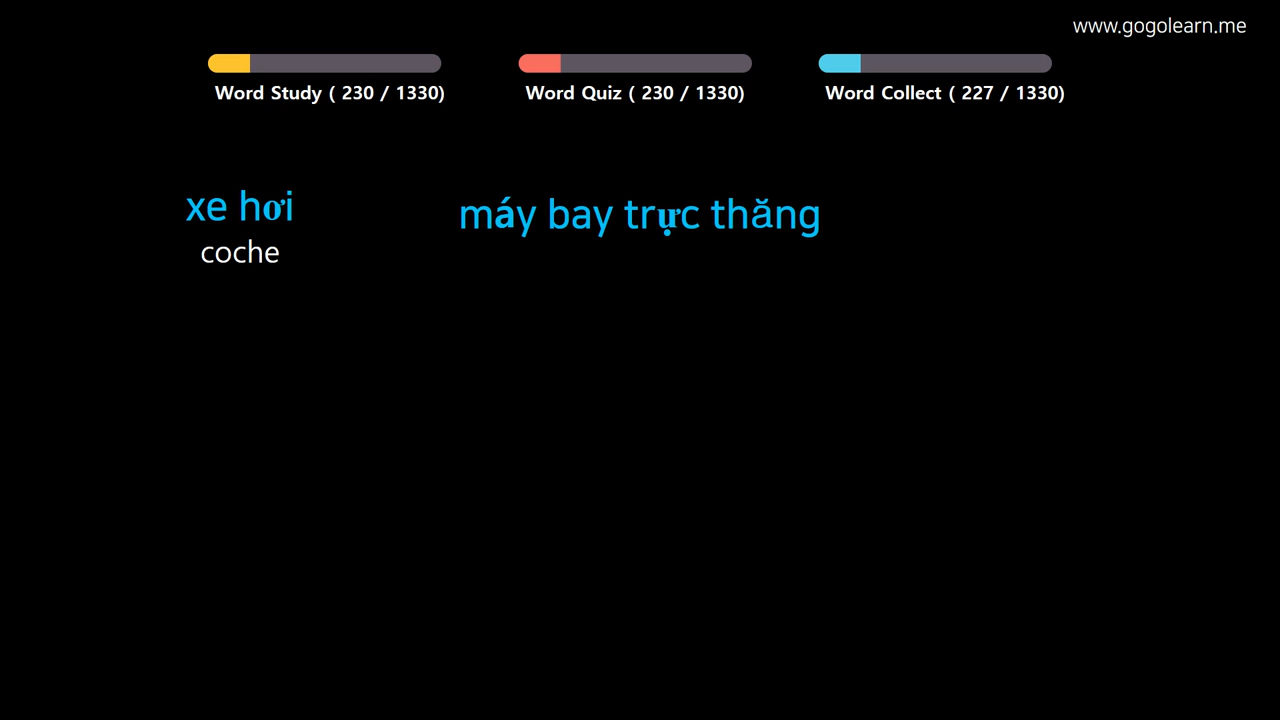 www.gogolearn.me
Word Study ( 230 / 1330)
Word Quiz ( 230 / 1330)
Word Collect ( 227 / 1330)
xe hơi
coche
máy bay trực thăng